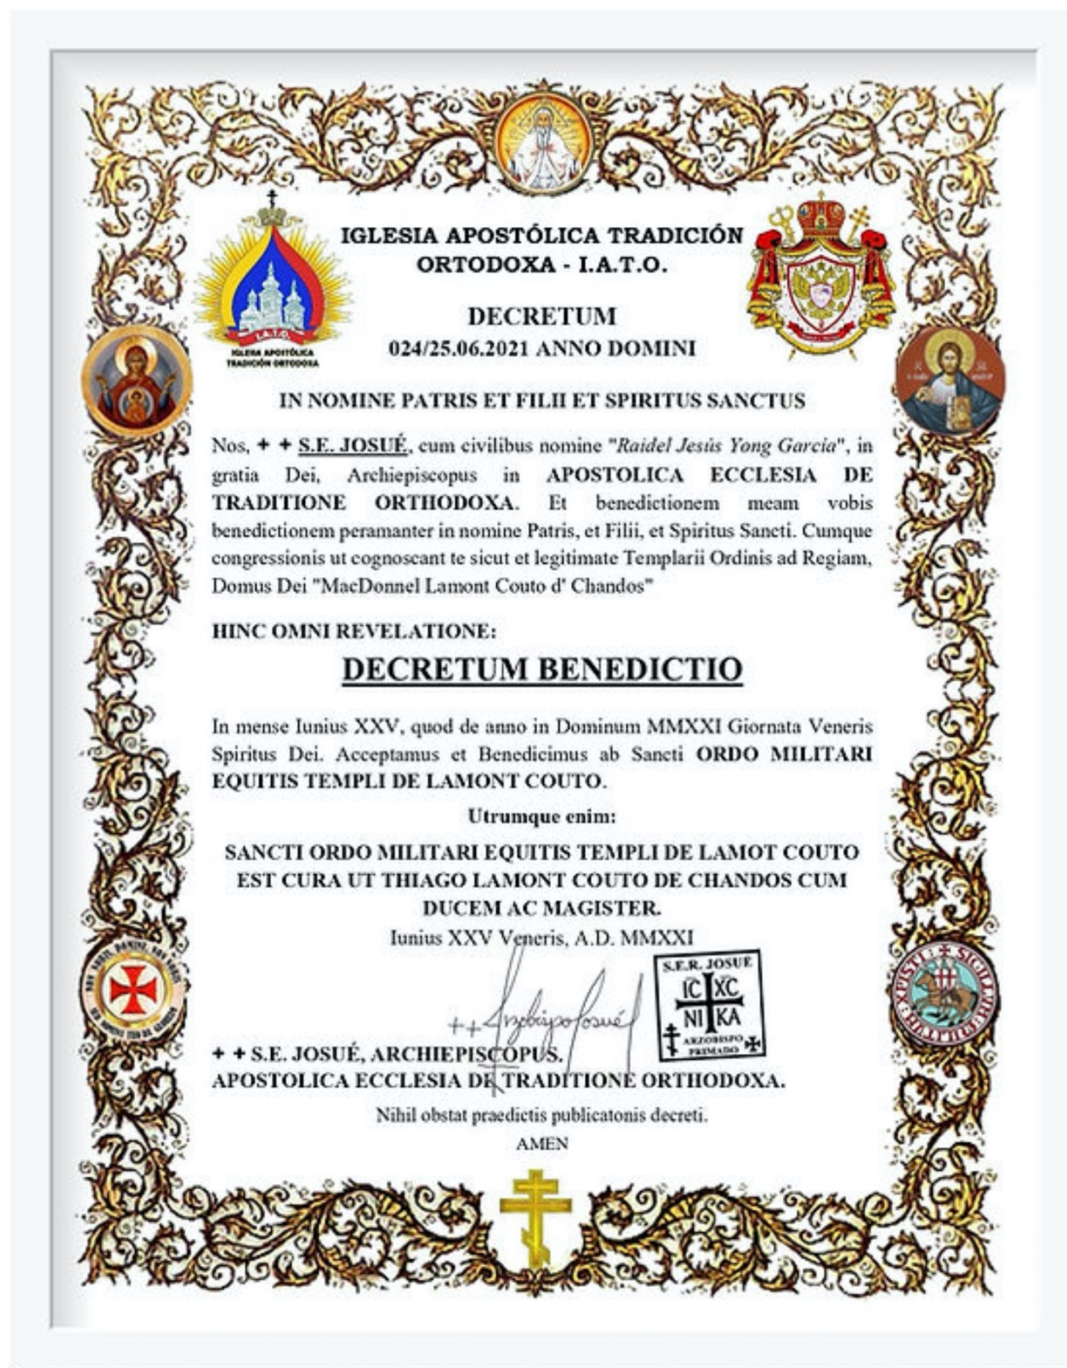 IGLESIA APOSTÓLICA TRADICIÓN
ORTODOXA - I.A.T.O.
DECRETUM
024/25.06.2021 ANNO DOMINI
I.A.T.O.
IGLESIA APOSTÓLICA
TRADICIÓN ORTODOXA
IN NOMINE PATRIS ET FILII ET SPIRITUS SANCTUS
Nos, + + S.E. JOSUÉ, cum civilibus nomine "Raidel Jesús Yong Garcia", in
gratia Dei, Archiepiscopus in APOSTOLICA ECCLESIA DE
TRADITIONE ORTHODOXA. Et benedictionem meam vobis
benedictionem peramanter in nomine Patris, et Filii, et Spiritus Sancti. Cumque
congressionis ut cognoscant te sicut et legitimate Templarii Ordinis ad Regiam,
Domus Dei "MacDonnel Lamont Couto d' Chandos"
HINC OMNI REVELATIONE:
DECRETUM BENEDICTIO
In mense Iunius XXV, quod de anno in Dominum MMXXI Giornata Veneris
Spiritus Dei. Acceptamus et Benedicimus ab Sancti ORDO MILITARI
EQUITIS TEMPLI DE LAMONT COUTO.
Utrumque enim:
SANCTI ORDO MILITARI EQUITIS TEMPLI DE LAMOT COUTO
EST CURA UT THIAGO LAMONT COUTO DE CHANDOS CUM
DUCEM AC MAGISTER.
Iunius XXV Veneris, A.D. MMXXI
++ Arzobispo Josué
S.E.R. JOSUE
IC XC
NI KA
ARZOBISPO
PRIMADO
+ + S.E. JOSUÉ, ARCHIEPISCOPUS.
APOSTOLICA ECCLESIA DE TRADITIONE ORTHODOXA.
Nihil obstat praedictis publicatonis decreti.
AMEN